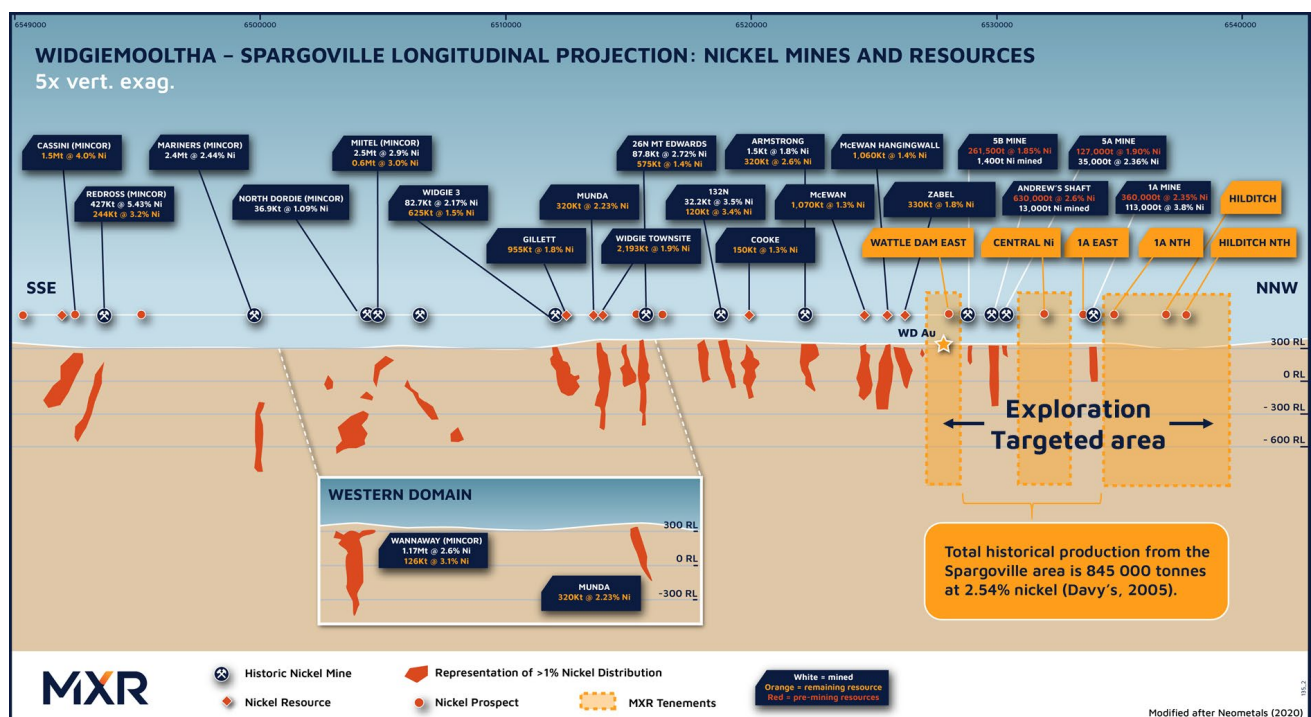 6549000
6500000
6510000
6520000
6530000
6540000
WIDGIEMOOLTHA – SPARGOVILLE LONGITUDINAL PROJECTION: NICKEL MINES AND RESOURCES
5x vert. exag.
CASSINI (MINCOR)
1.5Mt @ 4.0% Ni
MARINERS (MINCOR)
2.4Mt @ 2.44% Ni
MIITEL (MINCOR)
2.5Mt @ 2.9% Ni
0.6Mt @ 3.0% Ni
26N MT EDWARDS
87.8Kt @ 2.72% Ni
575Kt @ 1.4% Ni
ARMSTRONG
1.5Kt @ 1.8% Ni
320Kt @ 2.6% Ni
McEWAN HANGINGWALL
1,060Kt @ 1.4% Ni
5B MINE
261,500t @ 1.85% Ni
1,400t Ni mined
5A MINE
127,000t @ 1.90% Ni
35,000t @ 2.36% Ni
REDROSS (MINCOR)
427Kt @ 5.43% Ni
244Kt @ 3.2% Ni
NORTH DORDIE (MINCOR)
36.9Kt @ 1.09% Ni
WIDGIE 3
82.7Kt @ 2.17% Ni
625Kt @ 1.5% Ni
MUNDA
320Kt @ 2.23% Ni
132N
32.2Kt @ 3.5% Ni
120Kt @ 3.4% Ni
McEWAN
1,070Kt @ 1.3% Ni
ZABEL
330Kt @ 1.8% Ni
ANDREW'S SHAFT
630,000t @ 2.6% Ni
13,000t Ni mined
1A MINE
360,000t @ 2.35% Ni
113,000t @ 3.8% Ni
HILDITCH
GILLETT
955Kt @ 1.8% Ni
WIDGIE TOWNSITE
2,193Kt @ 1.9% Ni
COOKE
150Kt @ 1.3% Ni
WATTLE DAM EAST
CENTRAL Ni
1A EAST
1A NTH
HILDITCH NTH
SSE
NNW
WD Au
300 RL
0 RL
- 300 RL
- 600 RL
Exploration
Targeted area
WESTERN DOMAIN
300 RL
0 RL
-300 RL
WANNAWAY (MINCOR)
1.17Mt @ 2.6% Ni
126Kt @ 3.1% Ni
MUNDA
320Kt @ 2.23% Ni
Total historical production from the
Spargoville area is 845 000 tonnes
at 2.54% nickel (Davy's, 2005).
MXR
Historic Nickel Mine
Representation of >1% Nickel Distribution
Nickel Resource
Nickel Prospect
MXR Tenements
White = mined
Orange = remaining resource
Red = pre-mining resources
135_2
Modified after Neometals (2020)